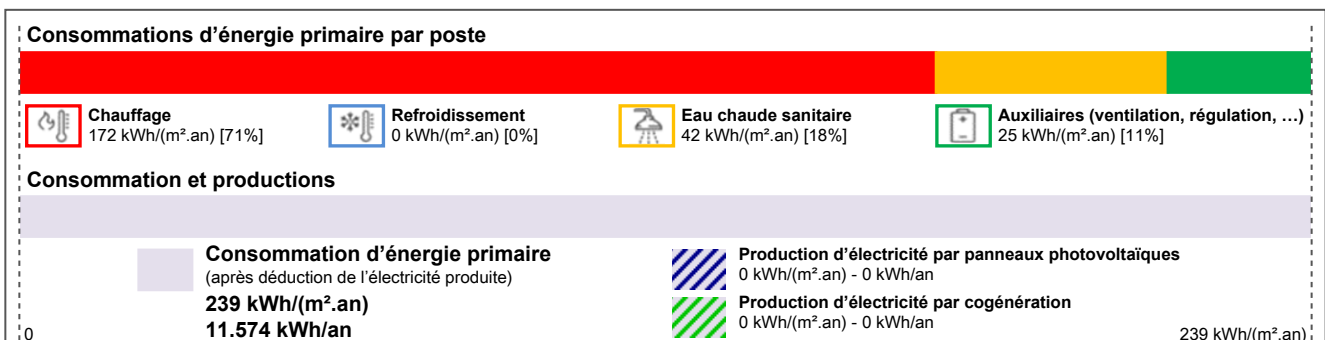 Consommations d’énergie primaire par poste
Chauffage
172 kWh/(m².an) [71%]
Refroidissement
0 kWh/(m².an) [0%]
Eau chaude sanitaire
42 kWh/(m².an) [18%]
Auxiliaires (ventilation, régulation, …)
25 kWh/(m².an) [11%]
Consommation et productions
Consommation d’énergie primaire
(après déduction de l’électricité produite)
239 kWh/(m².an)
11.574 kWh/an
Production d’électricité par panneaux photovoltaïques
0 kWh/(m².an) - 0 kWh/an
Production d’électricité par cogénération
0 kWh/(m².an) - 0 kWh/an
0
239 kWh/(m².an)